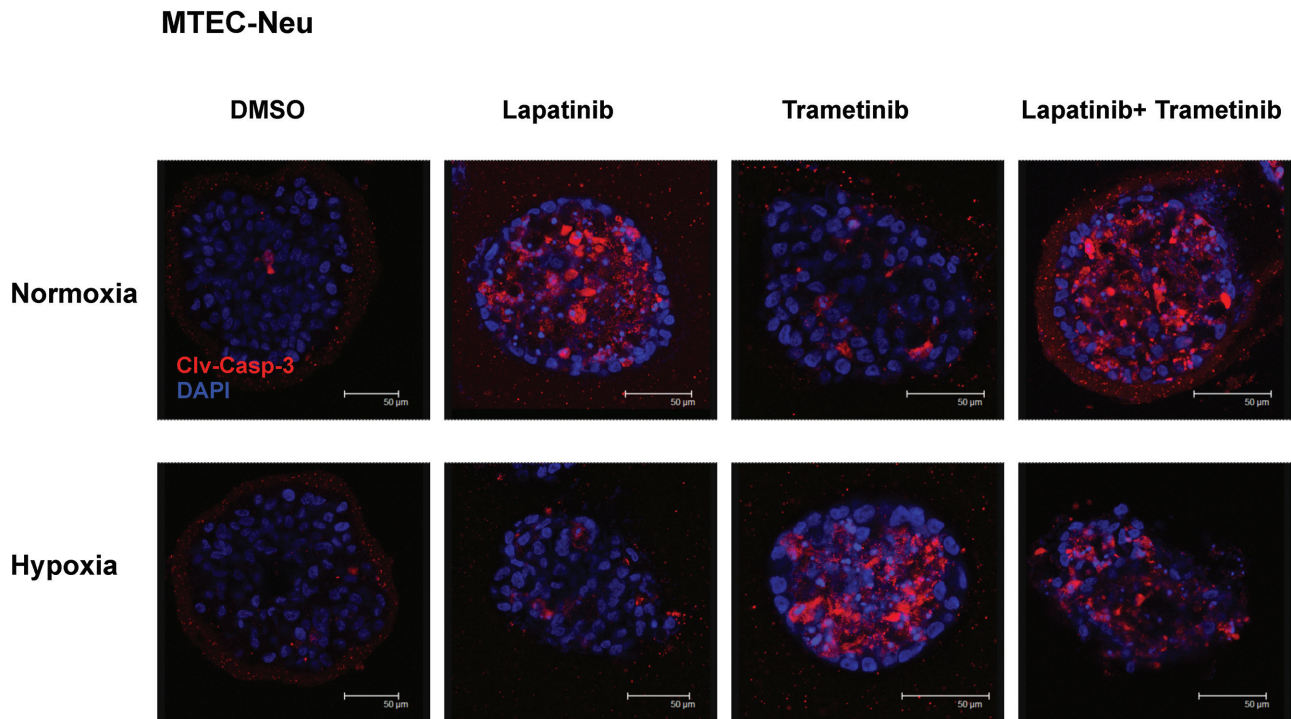 MTEC-Neu
DMSO
Lapatinib
Trametinib
Lapatinib+ Trametinib
Normoxia
Clv-Casp-3
DAPI
50 µm
50 µm
50 µm
50 µm
Hypoxia
50 µm
50 µm
50 µm
50 µm